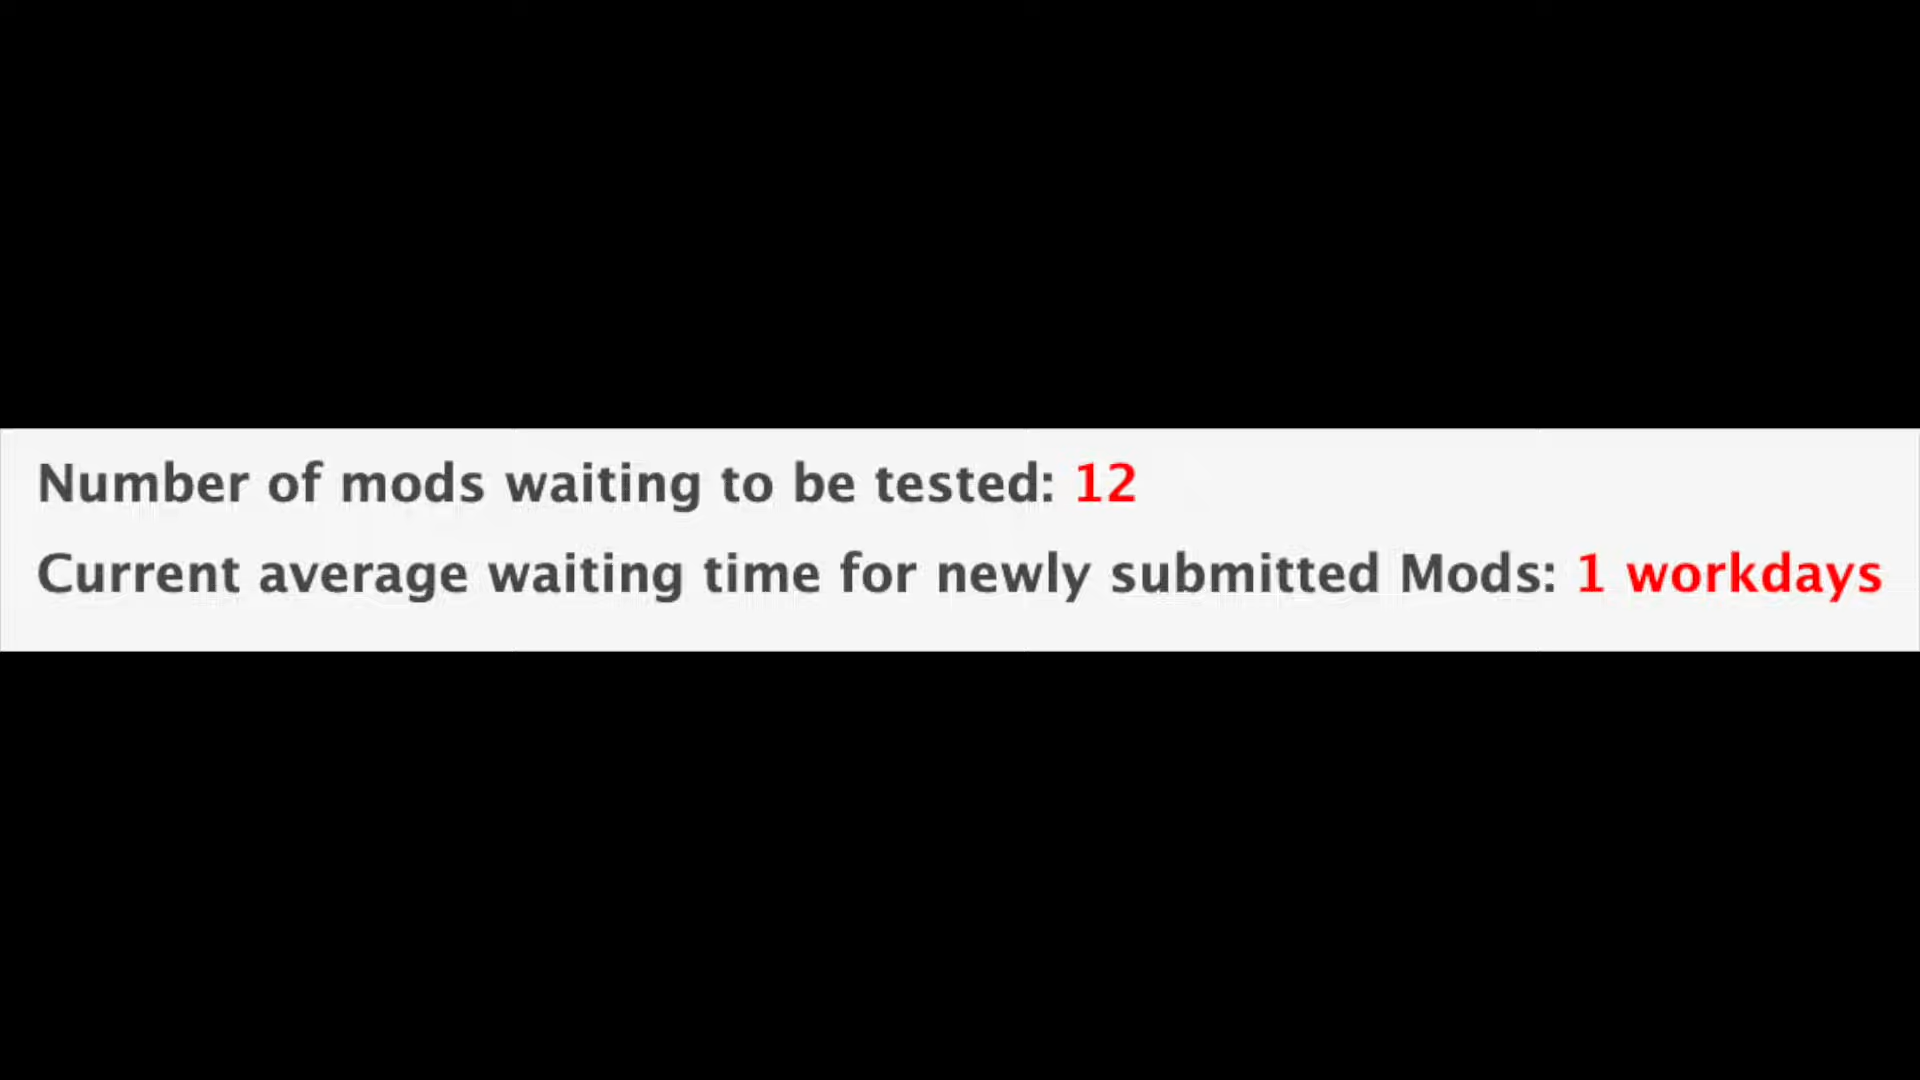 Number of mods waiting to be tested: 12
Current average waiting time for newly submitted Mods: 1 workdays